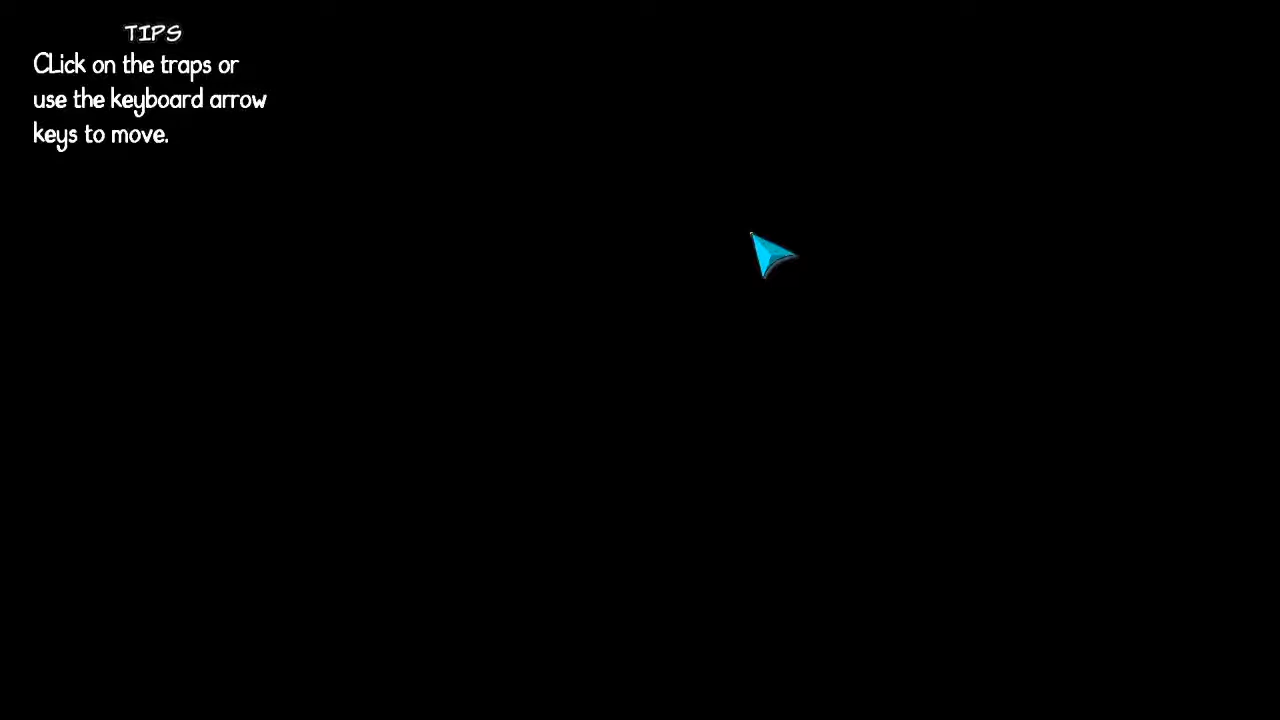 TIPS
CLick on the traps or
use the keyboard arrow
keys to move.